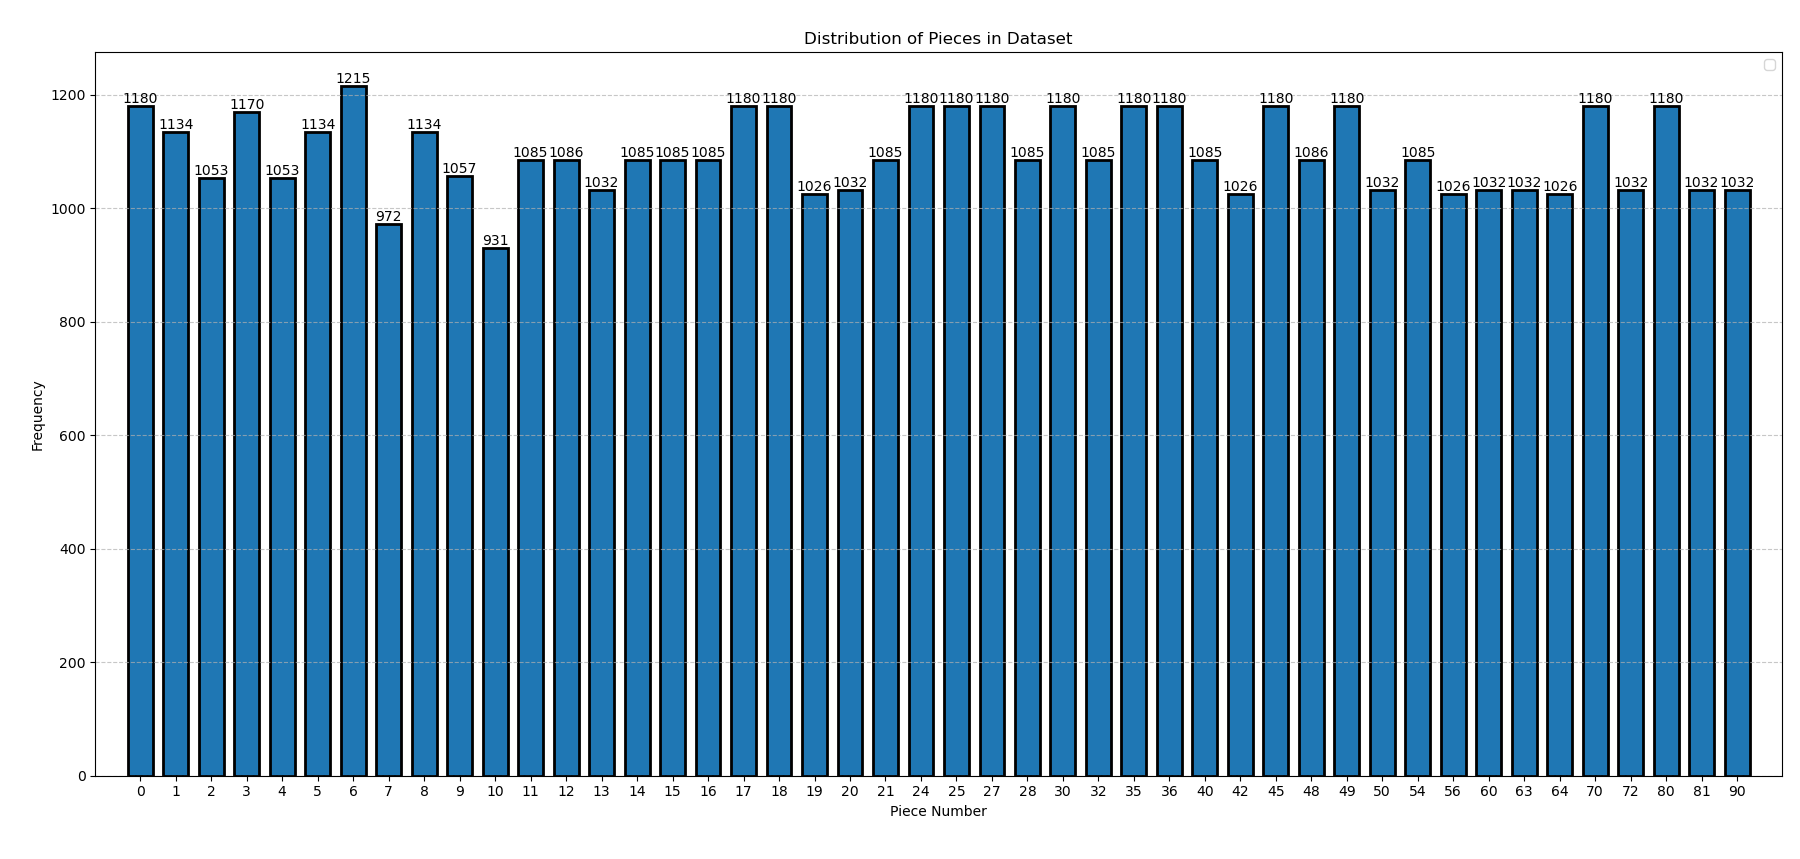 Distribution of Pieces in Dataset
1200
1000
800
600
400
200
0
Frequency
1180 1134 1053 1170 1053 1134 1215 972 1134 1057 931 1085 1086 1032 1085 1085 1085 1180 1180 1026 1032 1085 1180 1180 1180 1085 1180 1085 1180 1180 1085 1026 1180 1086 1180 1032 1085 1026 1032 1032 1026 1180 1032 1180 1032 1032
0 1 2 3 4 5 6 7 8 9 10 11 12 13 14 15 16 17 18 19 20 21 24 25 27 28 30 32 35 36 40 42 45 48 49 50 54 56 60 63 64 70 72 80 81 90
Piece Number